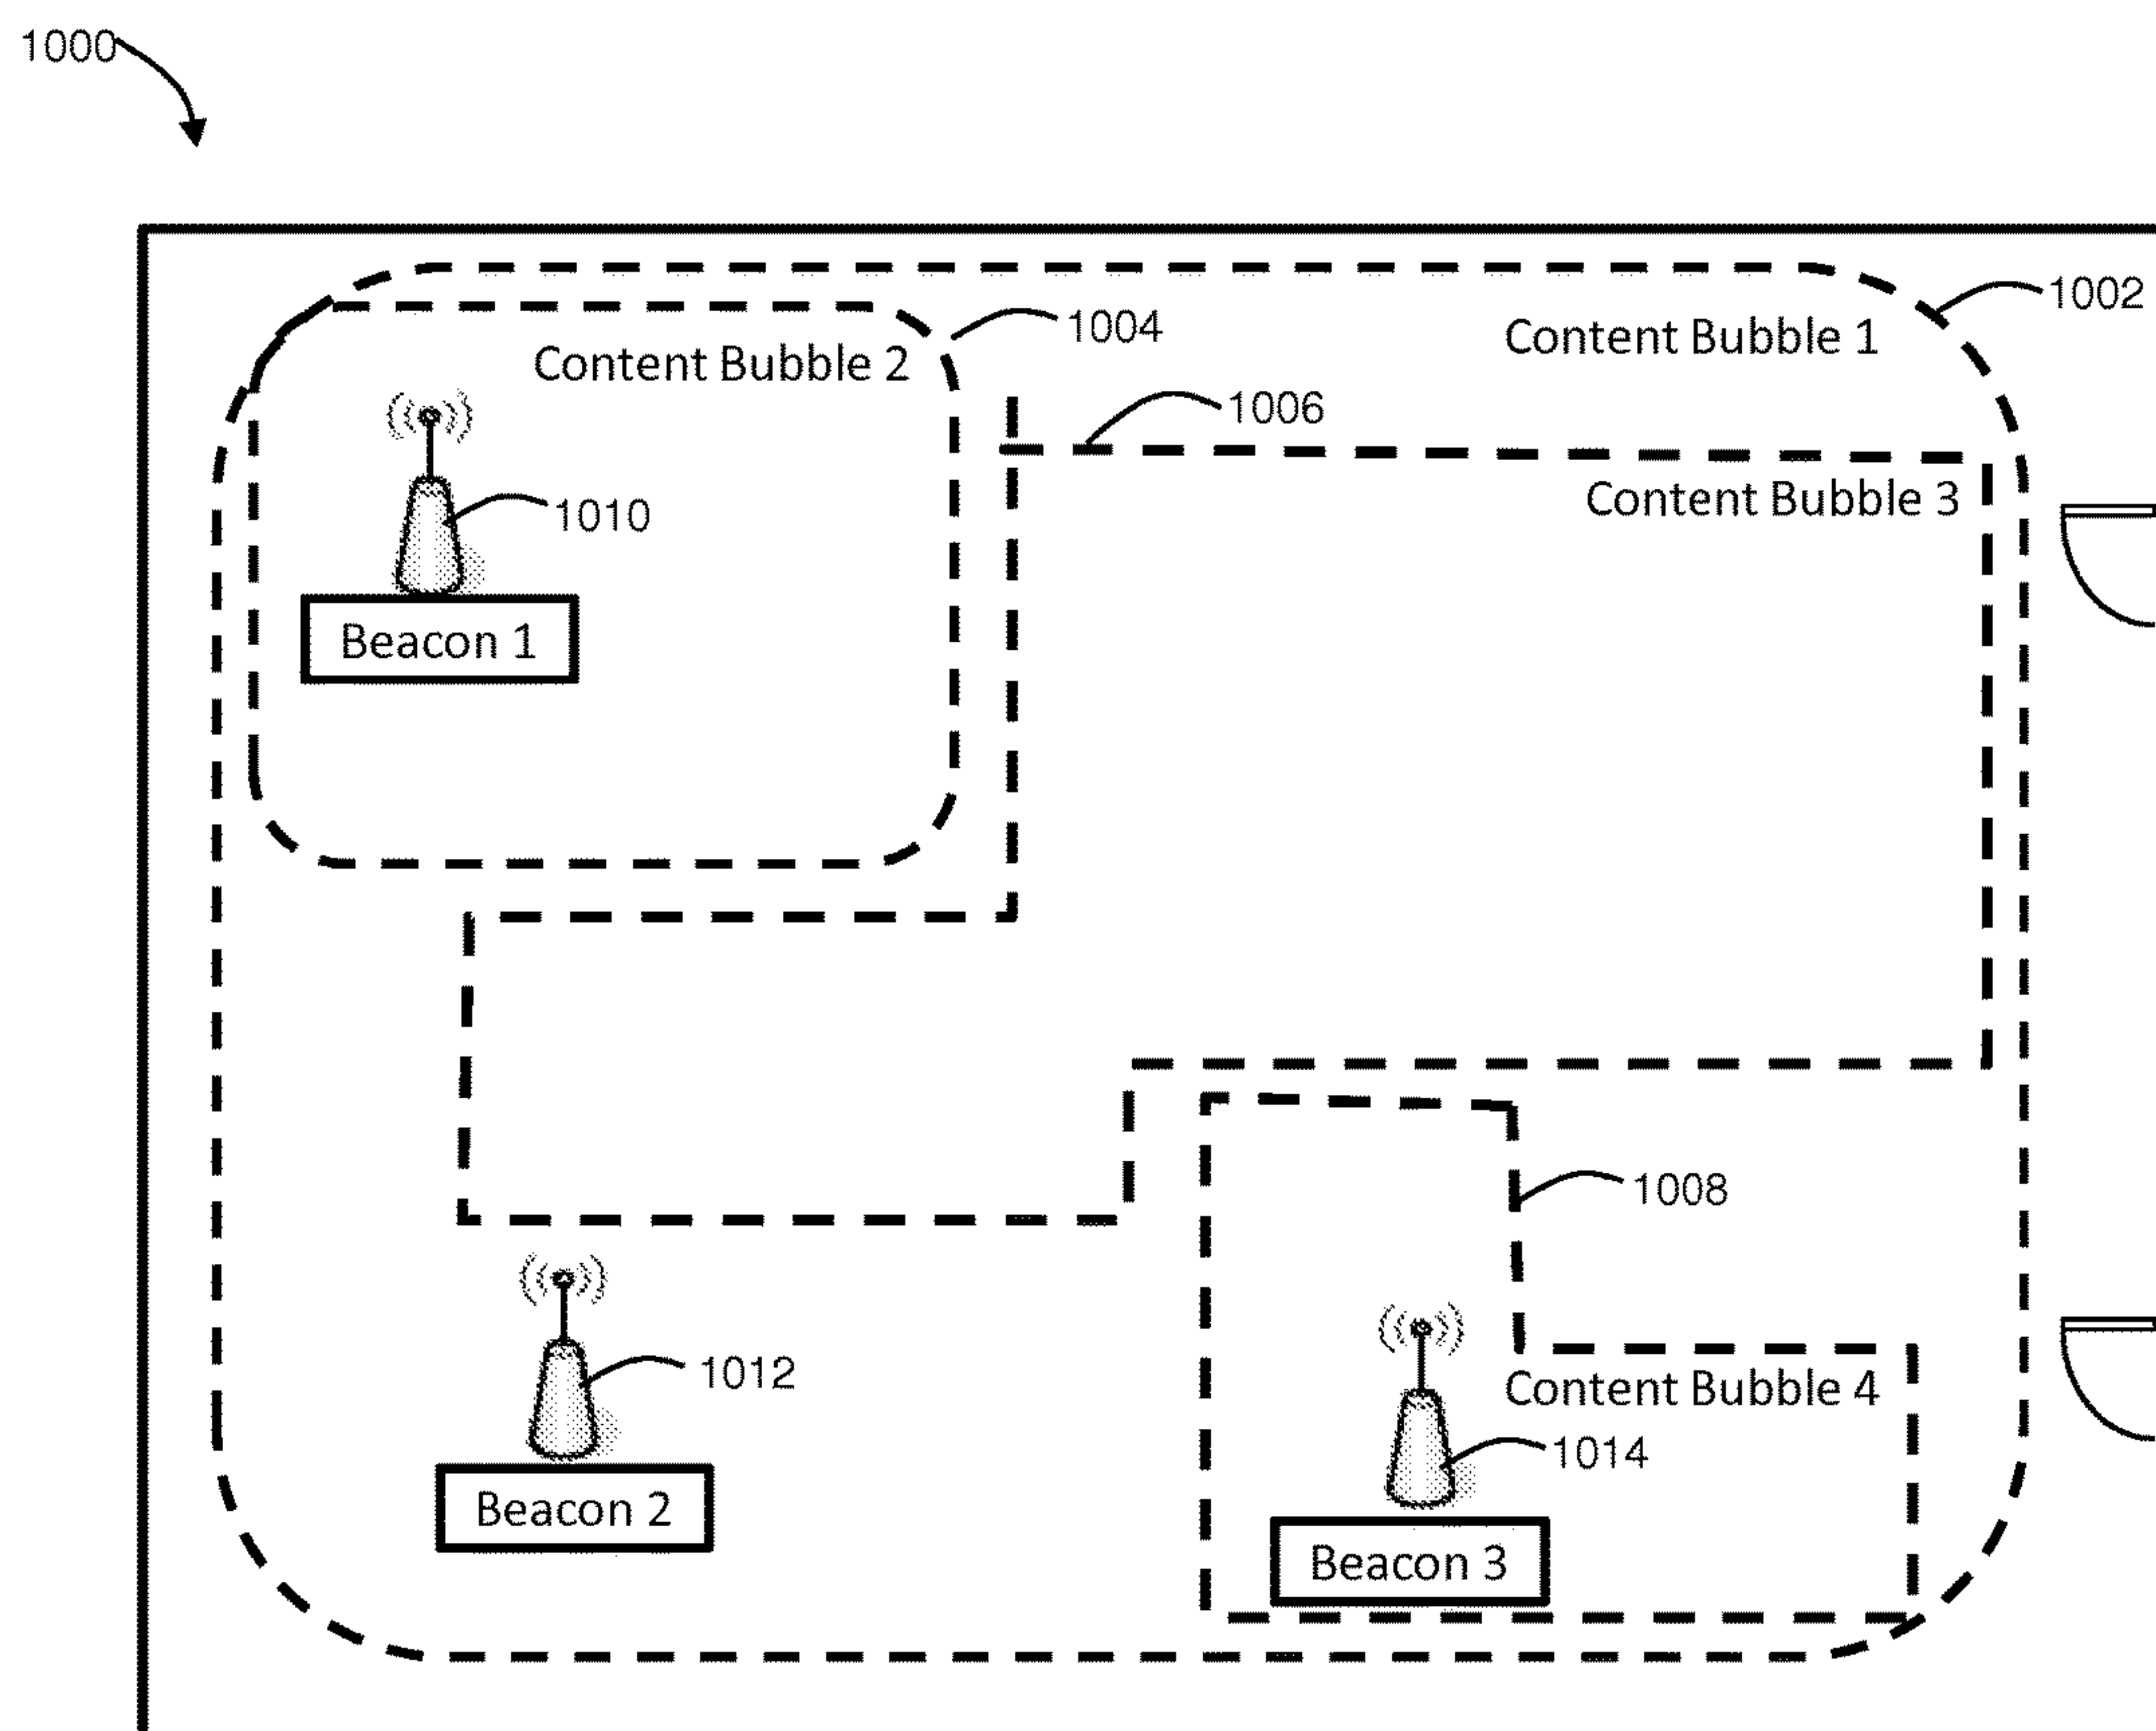 1000
1002
Content Bubble 1
1004
Content Bubble 2
1006
Content Bubble 3
1010
Beacon 1
1008
1012
Content Bubble 4
1014
Beacon 2
Beacon 3